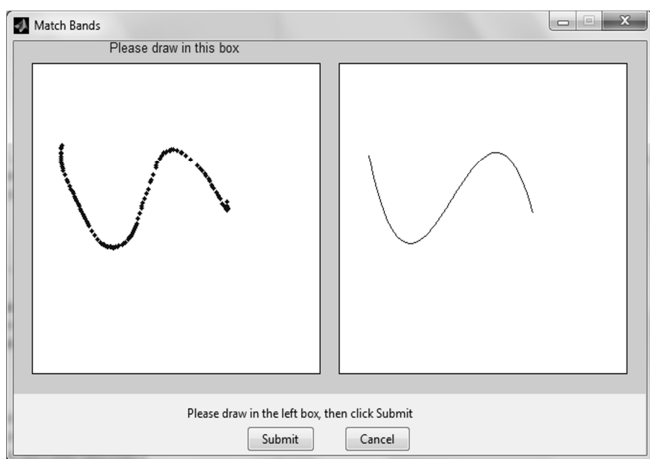 Match Bands
Please draw in this box
Please draw in the left box, then click Submit
Submit
Cancel